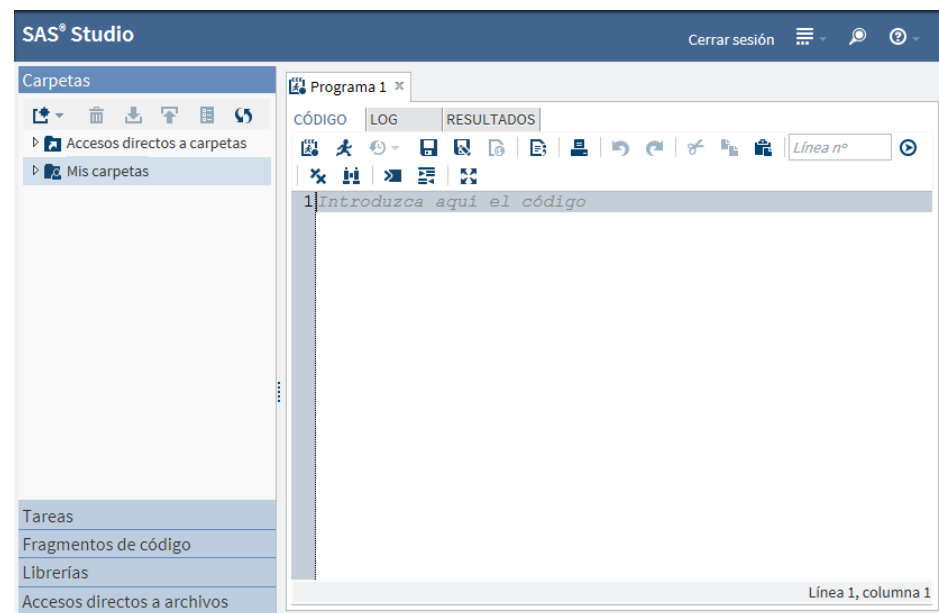 SAS® Studio
Cerrar sesión
Carpetas
Accesos directos a carpetas
Mis carpetas
Tareas
Fragmentos de código
Librerías
Accesos directos a archivos
Programa 1
CÓDIGO LOG RESULTADOS
Línea nº
1 Introduzca aquí el código
Línea 1, columna 1